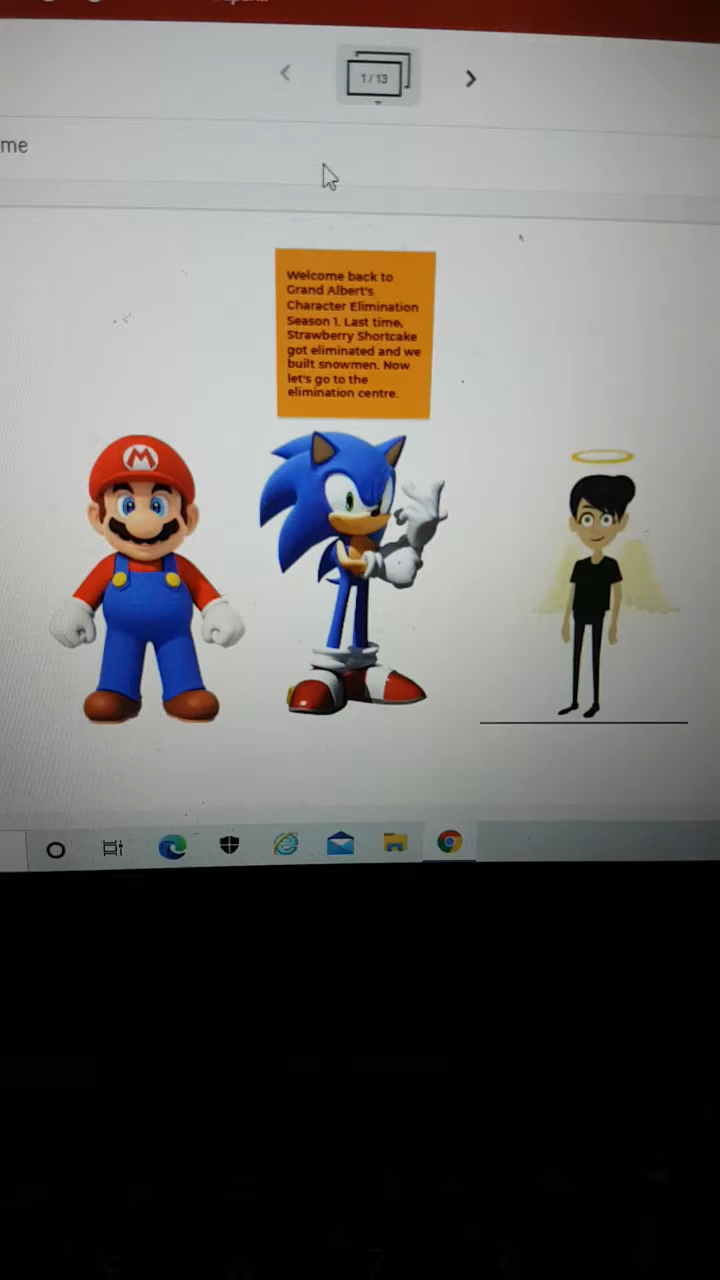 1 / 13
me
Welcome back to
Grand Albert's
Character Elimination
Season 1. Last time,
Strawberry Shortcake
got eliminated and we
built snowmen. Now
let's go to the
elimination centre.
M